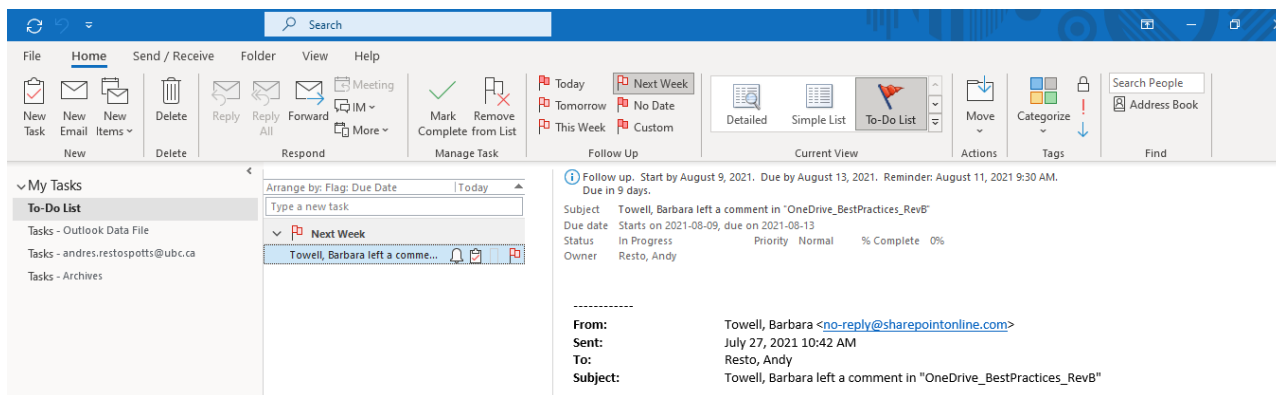 Search
File Home Send / Receive Folder View Help
New Task
New Email
New Items
Delete
Reply
Reply All
Forward
Meeting
IM
More
Mark Complete
Remove from List
Today
Tomorrow
This Week
Next Week
No Date
Custom
Detailed
Simple List
To-Do List
Move
Categorize
Search People
Address Book
New Delete Respond Manage Task Follow Up Current View Actions Tags Find
My Tasks
To-Do List
Tasks - Outlook Data File
Tasks - andres.restospotts@ubc.ca
Tasks - Archives
Arrange by: Flag: Due Date Today
Type a new task
Next Week
Towell, Barbara left a comme...
Follow up. Start by August 9, 2021. Due by August 13, 2021. Reminder: August 11, 2021 9:30 AM.
Due in 9 days.
Subject Towell, Barbara left a comment in "OneDrive_BestPractices_RevB"
Due date Starts on 2021-08-09, due on 2021-08-13
Status In Progress Priority Normal % Complete 0%
Owner Resto, Andy
------------
From: Towell, Barbara <no-reply@sharepointonline.com>
Sent: July 27, 2021 10:42 AM
To: Resto, Andy
Subject: Towell, Barbara left a comment in "OneDrive_BestPractices_RevB"